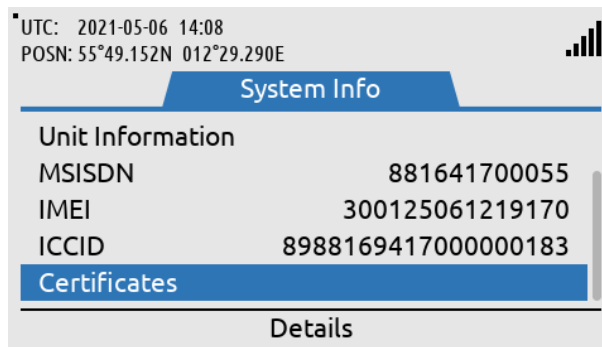 UTC: 2021-05-06 14:08
POSN: 55°49.152N 012°29.290E
System Info
Unit Information
MSISDN 881641700055
IMEI 300125061219170
ICCID 8988169417000000183
Certificates
Details